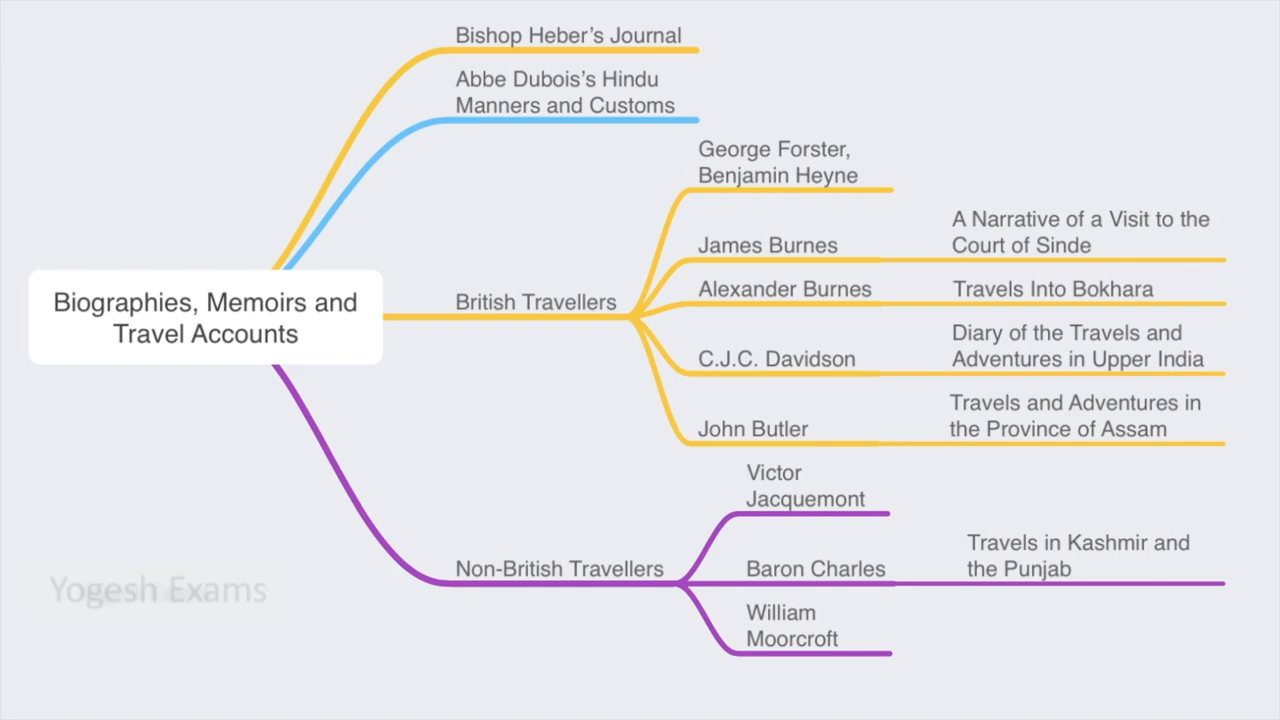 Bishop Heber’s Journal
Abbe Dubois’s Hindu
Manners and Customs
George Forster,
Benjamin Heyne
James Burnes
A Narrative of a Visit to the
Court of Sinde
Alexander Burnes
Travels Into Bokhara
British Travellers
Biographies, Memoirs and
Travel Accounts
C.J.C. Davidson
Diary of the Travels and
Adventures in Upper India
John Butler
Travels and Adventures in
the Province of Assam
Victor
Jacquemont
Non-British Travellers
Baron Charles
Travels in Kashmir and
the Punjab
William
Moorcroft
Yogesh Exams